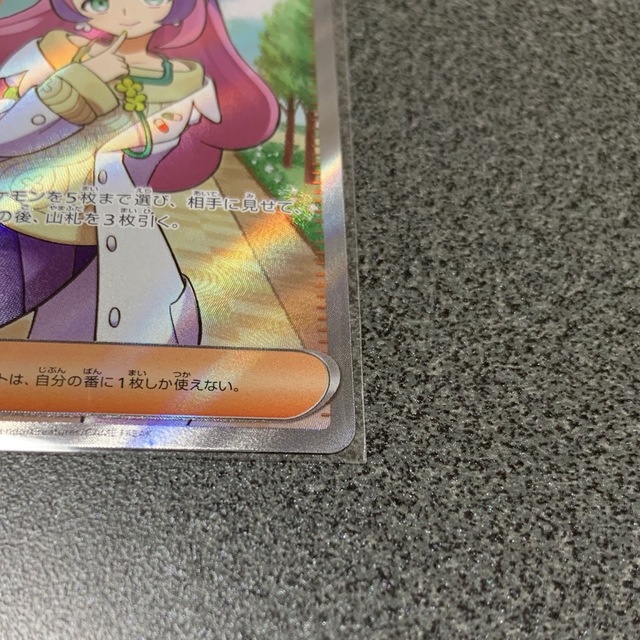 モンを5枚まで選び、相手に見せて
の後、山札を3枚引く。
トは、自分の番に1枚しか使えない。